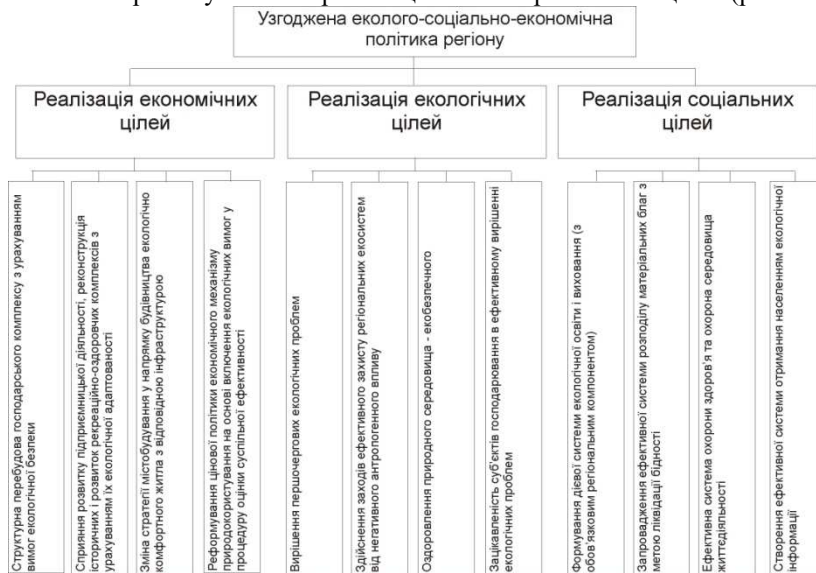 Узгоджена еколого-соціально-економічна
політика регіону
Реалізація економічних
цілей
Реалізація екологічних
цілей
Реалізація соціальних
цілей
Структурна перебудова господарського комплексу з урахуванням
вимог екологічної безпеки
Сприяння розвитку підприємницької діяльності, реконструкція
історичних і розвиток рекреаційно-оздоровчих комплексів з
урахуванням їх екологічної адаптованості
Зміна стратегії містобудування у напрямку будівництва екологічно
комфортного житла з відповідною інфраструктурою
Реформування цінової політики економічного механізму
природокористування на основі включення екологічних вимог у
процедуру оцінки суспільної ефективності
Вирішення першочергових екологічних проблем
Здійснення заходів ефективного захисту регіональних екосистем
від негативного антропогенного впливу
Оздоровлення природного середовища - екобезпечного
Зацікавленість суб'єктів господарювання в ефективному вирішенні
екологічних проблем
Формування дієвої системи екологічної освіти і виховання (з
обов'язковим регіональним компонентом)
Запровадження ефективної системи розподілу матеріальних благ з
метою ліквідації бідності
Ефективна система охорони здоров'я та охорона середовища
життєдіяльності
Створення ефективної системи отримання населенням екологічної
інформації